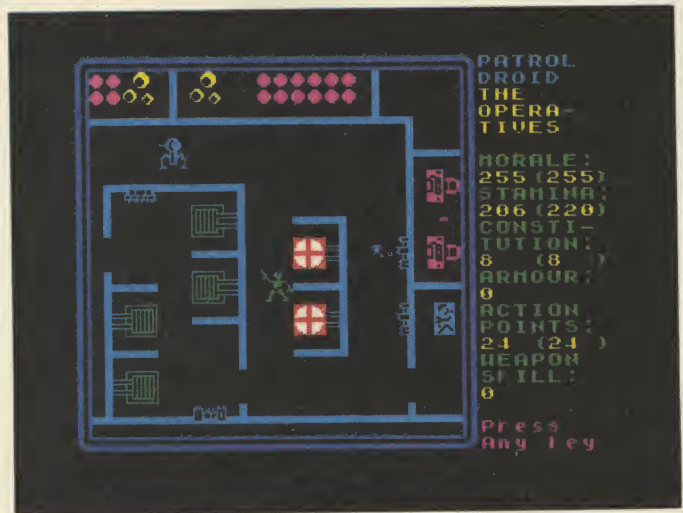 PATROL
DROID
THE
OPERA-
TIVES
MORALE:
255(255)
STAMINA:
206(220)
CONSTI-
TUTION:
8 (8 )
ARMOUR:
0
ACTION
POINTS:
24 (24 )
WEAPON
SKILL:
0
Press
Any key